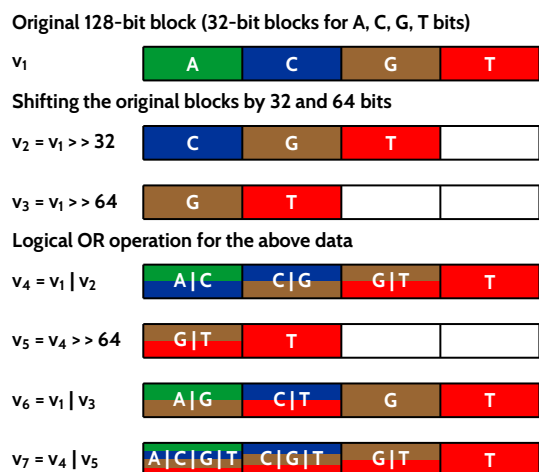 Original 128-bit block (32-bit blocks for A, C, G, T bits)
v1 A C G T
Shifting the original blocks by 32 and 64 bits
v2 = v1 >> 32 C G T
v3 = v1 >> 64 G T
Logical OR operation for the above data
v4 = v1 | v2 A|C C|G G|T T
v5 = v4 >> 64 G|T T
v6 = v1 | v3 A|G C|T G T
v7 = v4 | v5 A|C|G|T C|G|T G|T T